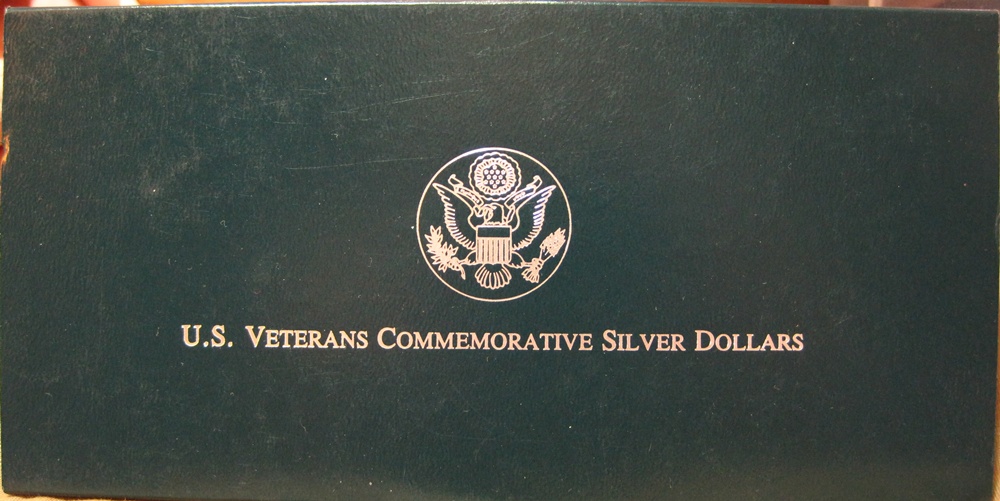 U.S. VETERANS COMMEMORATIVE SILVER DOLLARS